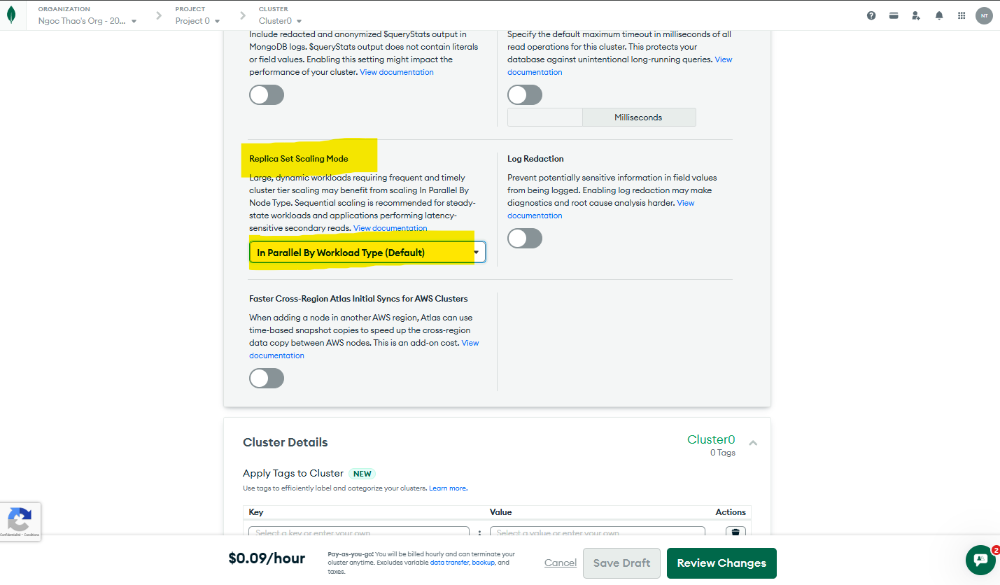 ORGANIZATION
Ngoc Thao's Org - 20...
PROJECT
Project 0
CLUSTER
Cluster0
NT
Include redacted and anonymized $queryStats output in
MongoDB logs. $queryStats output does not contain literals
or field values. Enabling this setting might impact the
performance of your cluster. View documentation
Specify the default maximum timeout in milliseconds of all
read operations for this cluster. This protects your
database against unintentional long-running queries. View
documentation
Milliseconds
Replica Set Scaling Mode
Large, dynamic workloads requiring frequent and timely
cluster tier scaling may benefit from scaling In Parallel By
Node Type. Sequential scaling is recommended for steady-
state workloads and applications performing latency-
sensitive secondary reads. View documentation
In Parallel By Workload Type (Default)
Log Redaction
Prevent potentially sensitive information in field values
from being logged. Enabling log redaction may make
diagnostics and root cause analysis harder. View
documentation
Faster Cross-Region Atlas Initial Syncs for AWS Clusters
When adding a node in another AWS region, Atlas can use
time-based snapshot copies to speed up the cross-region
data copy between AWS nodes. This is an add-on cost. View
documentation
Cluster Details
Cluster0
0 Tags
Apply Tags to Cluster NEW
Use tags to efficiently label and categorize your clusters. Learn more.
Key
Value
Actions
Select a key or enter your own
:
Select a value or enter your own
Confidentialité - Conditions
$0.09/hour
Pay-as-you-go! You will be billed hourly and can terminate your
cluster anytime. Excludes variable data transfer, backup, and
taxes.
Cancel
Save Draft
Review Changes
2